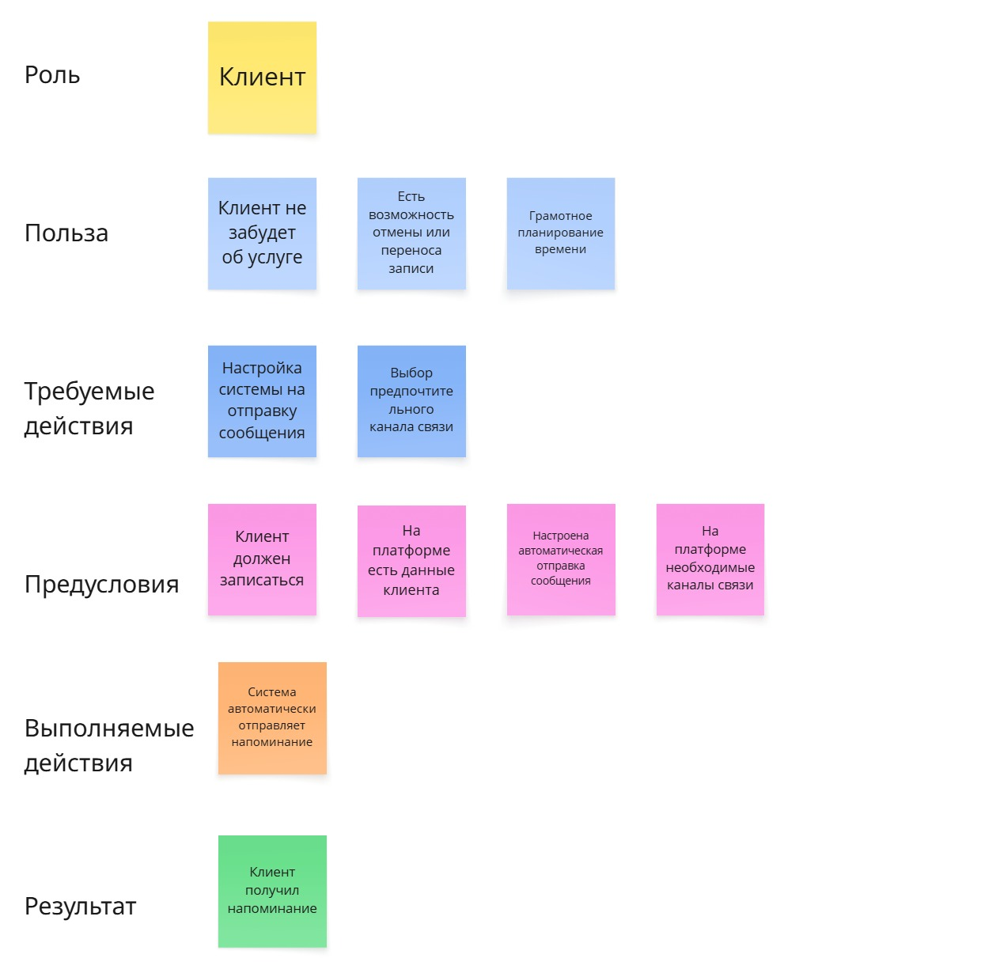 Роль
Клиент
Польза
Клиент не
забудет
об услуге
Есть
возможность
отмены или
переноса
записи
Грамотное
планирование
времени
Требуемые
действия
Настройка
системы на
отправку
сообщения
Выбор
предпочтите
льного
канала связи
Предусловия
Клиент
должен
записаться
На
платформе
есть данные
клиента
Настроена
автоматическая
отправка
сообщения
На
платформе
необходимые
каналы связи
Выполняемые
действия
Система
автоматически
отправляет
напоминание
Результат
Клиент
получил
напоминание